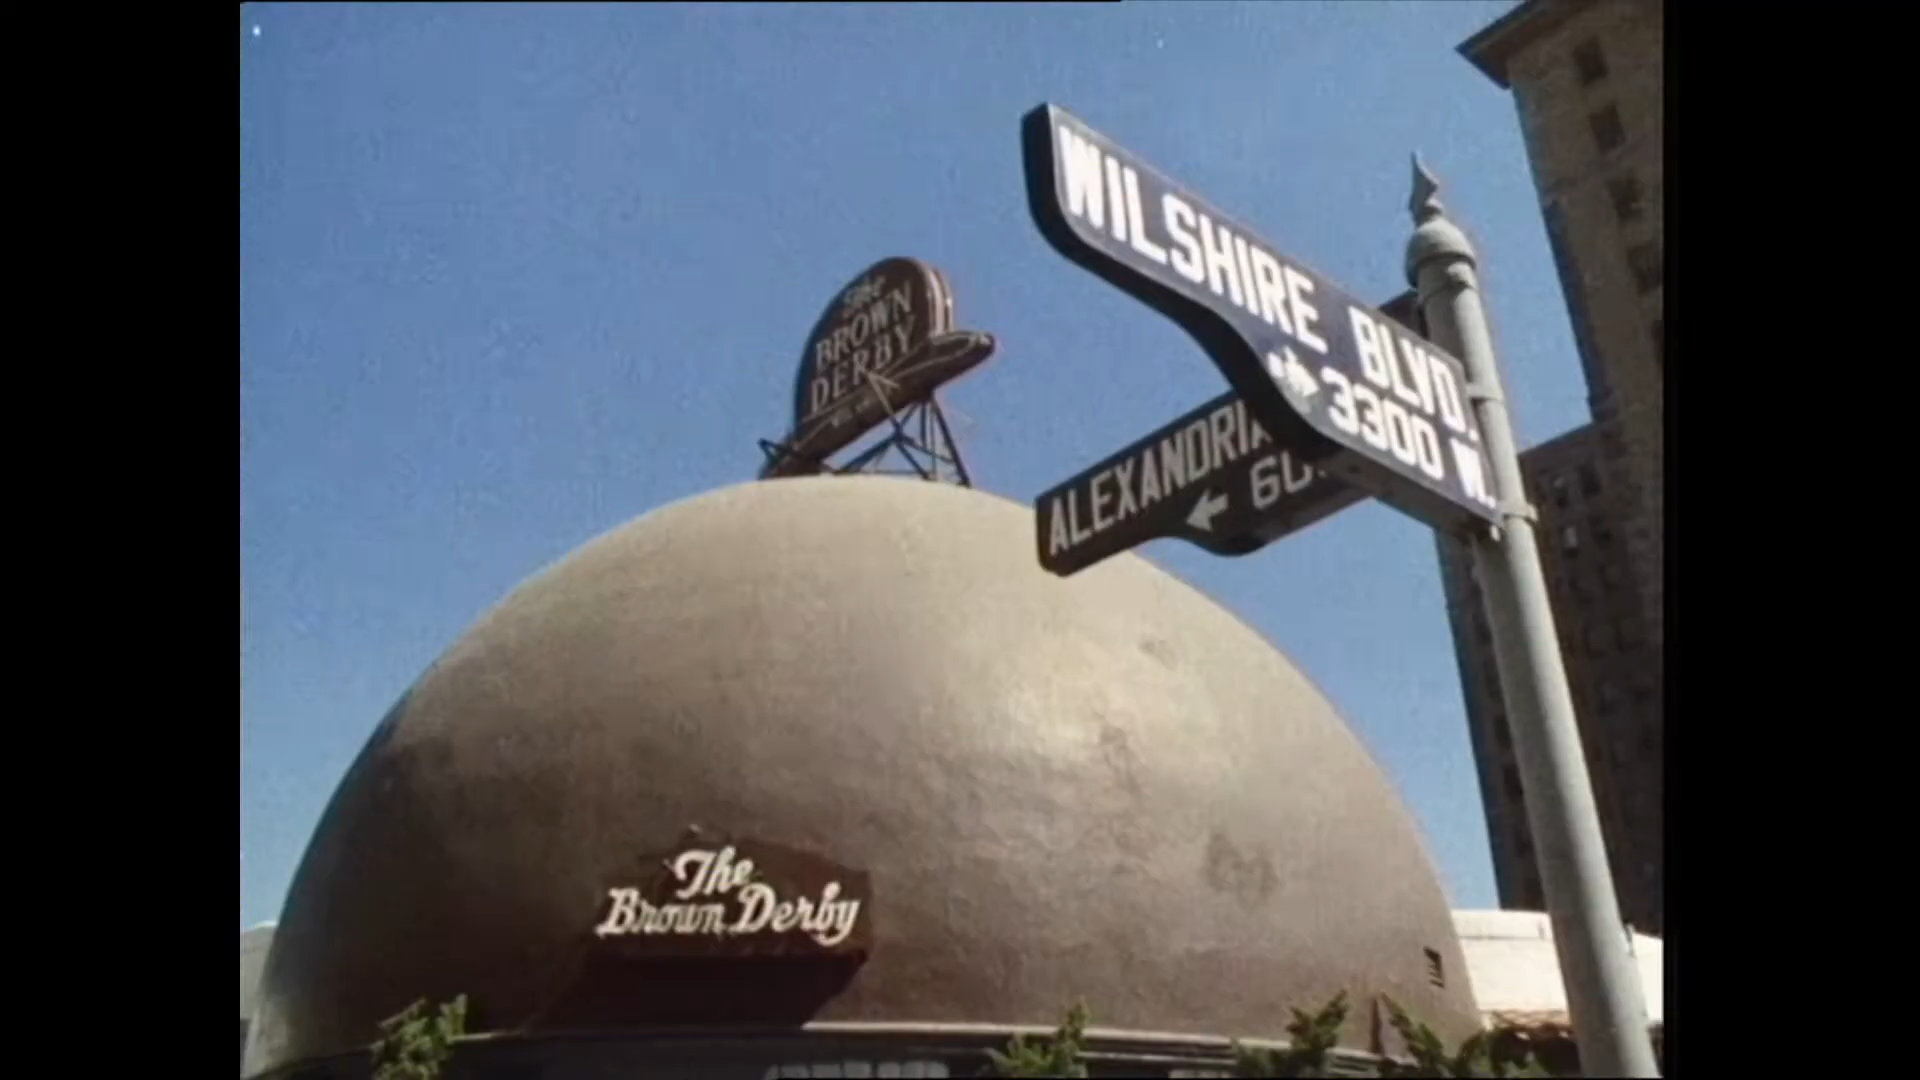 The
BROWN
DERBY
WILSHIRE BLVD.
3300 W.
ALEXANDRIA
The
Brown Derby